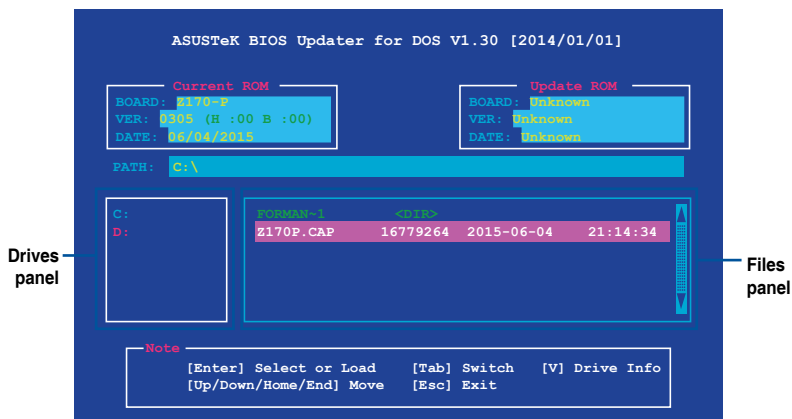 ASUSTeK BIOS Updater for DOS V1.30 [2014/01/01]
Current ROM
BOARD: Z170-P
VER: 0305 (H :00 B :00)
DATE: 06/04/2015
Update ROM
BOARD: Unknown
VER: Unknown
DATE: Unknown
PATH: C:\
C:
D:
FORMAN~1 <DIR>
Z170P.CAP 16779264 2015-06-04 21:14:34
Drives
panel
Files
panel
Note
[Enter] Select or Load [Tab] Switch [V] Drive Info
[Up/Down/Home/End] Move [Esc] Exit